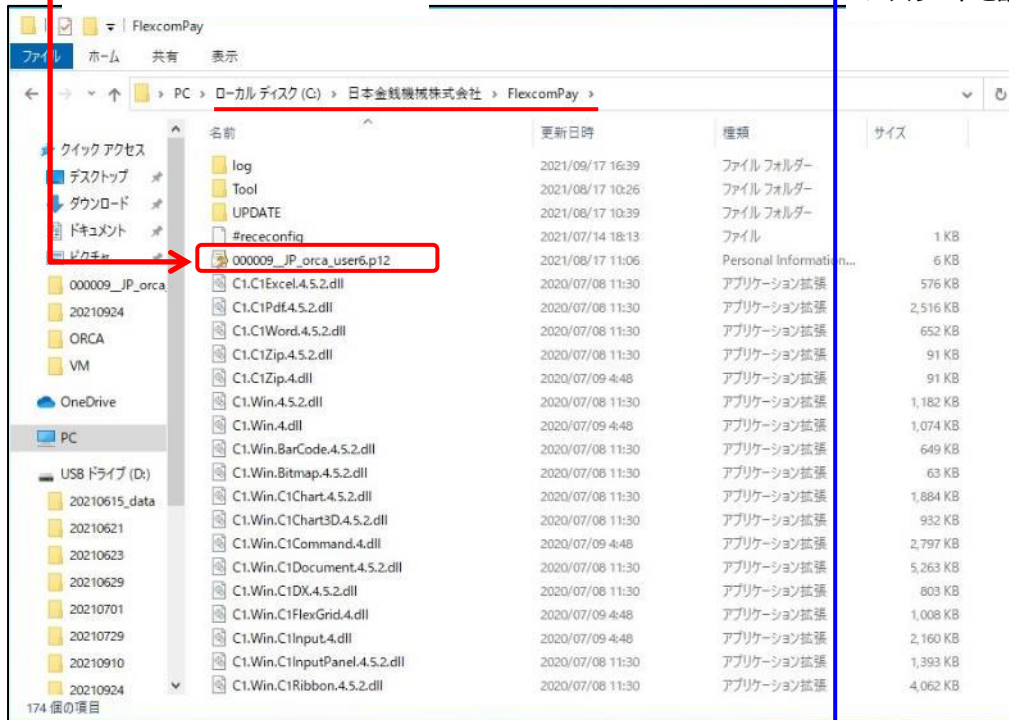 FlexcomPay
ファイル ホーム 共有 表示
PC › ローカル ディスク (C:) › 日本金銭機械株式会社 › FlexcomPay ›
名前 更新日時 種類 サイズ
クイック アクセス
デスクトップ
ダウンロード
ドキュメント
ピクチャ
000009__JP_orca_
20210924
ORCA
VM
OneDrive
PC
USB ドライブ (D:)
20210615_data
20210621
20210623
20210629
20210701
20210729
20210910
20210924
log 2021/09/17 16:39 ファイル フォルダー
Tool 2021/08/17 10:26 ファイル フォルダー
UPDATE 2021/08/17 10:39 ファイル フォルダー
#receconfig 2021/07/14 18:13 ファイル 1 KB
000009__JP_orca_user6.p12 2021/08/17 11:06 Personal Information... 6 KB
C1.C1Excel.4.5.2.dll 2020/07/08 11:30 アプリケーション拡張 576 KB
C1.C1Pdf.4.5.2.dll 2020/07/08 11:30 アプリケーション拡張 2,516 KB
C1.C1Word.4.5.2.dll 2020/07/08 11:30 アプリケーション拡張 652 KB
C1.C1Zip.4.5.2.dll 2020/07/08 11:30 アプリケーション拡張 91 KB
C1.C1Zip.4.dll 2020/07/09 4:48 アプリケーション拡張 91 KB
C1.Win.4.5.2.dll 2020/07/08 11:30 アプリケーション拡張 1,182 KB
C1.Win.4.dll 2020/07/09 4:48 アプリケーション拡張 1,074 KB
C1.Win.BarCode.4.5.2.dll 2020/07/08 11:30 アプリケーション拡張 649 KB
C1.Win.Bitmap.4.5.2.dll 2020/07/08 11:30 アプリケーション拡張 63 KB
C1.Win.C1Chart.4.5.2.dll 2020/07/08 11:30 アプリケーション拡張 1,884 KB
C1.Win.C1Chart3D.4.5.2.dll 2020/07/08 11:30 アプリケーション拡張 932 KB
C1.Win.C1Command.4.dll 2020/07/09 4:48 アプリケーション拡張 2,797 KB
C1.Win.C1Document.4.5.2.dll 2020/07/08 11:30 アプリケーション拡張 5,263 KB
C1.Win.C1DX.4.5.2.dll 2020/07/08 11:30 アプリケーション拡張 803 KB
C1.Win.C1FlexGrid.4.dll 2020/07/09 4:48 アプリケーション拡張 1,008 KB
C1.Win.C1Input.4.dll 2020/07/09 4:48 アプリケーション拡張 2,160 KB
C1.Win.C1InputPanel.4.5.2.dll 2020/07/08 11:30 アプリケーション拡張 1,393 KB
C1.Win.C1Ribbon.4.5.2.dll 2020/07/08 11:30 アプリケーション拡張 4,062 KB
174 個の項目